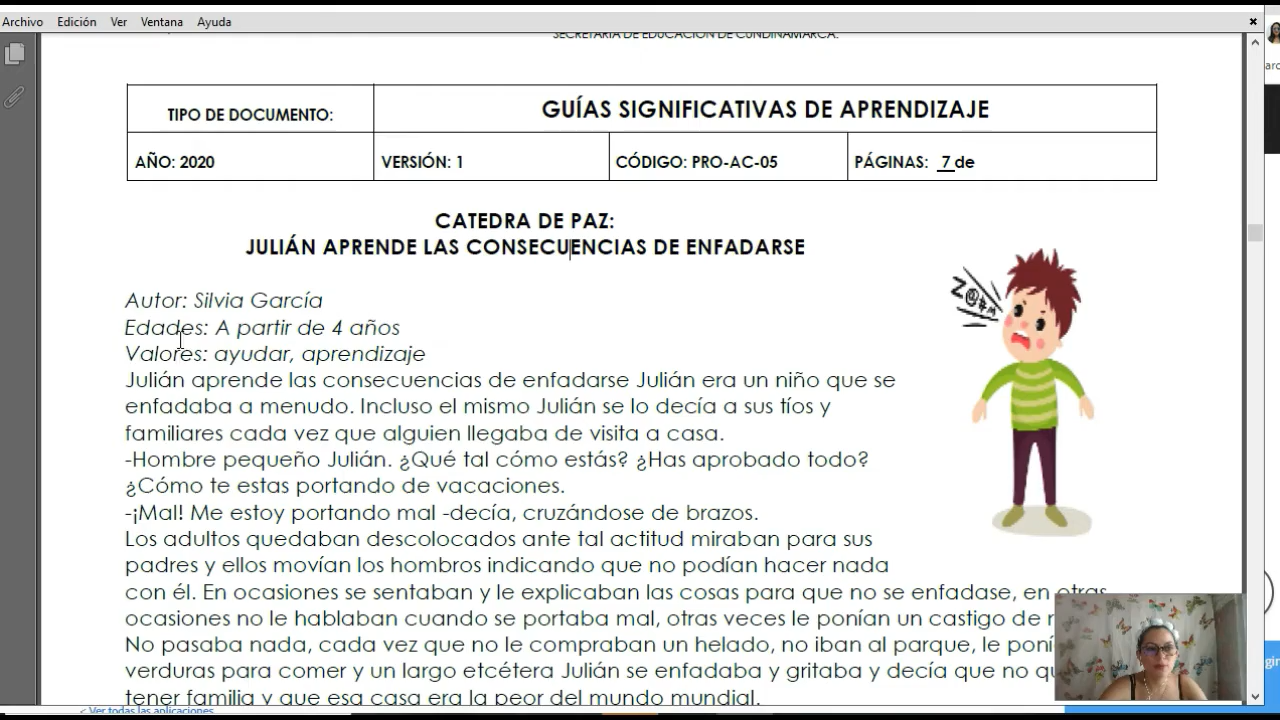 Archivo Edición Ver Ventana Ayuda
SECRETARIA DE EDUCACIÓN DE CUNDINAMARCA.
TIPO DE DOCUMENTO: GUÍAS SIGNIFICATIVAS DE APRENDIZAJE
AÑO: 2020 VERSIÓN: 1 CÓDIGO: PRO-AC-05 PÁGINAS: 7 de
CATEDRA DE PAZ:
JULIÁN APRENDE LAS CONSECUENCIAS DE ENFADARSE
Autor: Silvia García
Edades: A partir de 4 años
Valores: ayudar, aprendizaje
Julián aprende las consecuencias de enfadarse Julián era un niño que se
enfadaba a menudo. Incluso el mismo Julián se lo decía a sus tíos y
familiares cada vez que alguien llegaba de visita a casa.
-Hombre pequeño Julián. ¿Qué tal cómo estás? ¿Has aprobado todo?
¿Cómo te estas portando de vacaciones.
-¡Mal! Me estoy portando mal -decía, cruzándose de brazos.
Los adultos quedaban descolocados ante tal actitud miraban para sus
padres y ellos movían los hombros indicando que no podían hacer nada
con él. En ocasiones se sentaban y le explicaban las cosas para que no se enfadase, en otras
ocasiones no le hablaban cuando se portaba mal, otras veces le ponían un castigo de
No pasaba nada, cada vez que no le compraban un helado, no iban al parque, le
verduras para comer y un largo etcétera Julián se enfadaba y gritaba y decía que no
tener familia y que esa casa era la peor del mundo mundial.
< Ver todas las aplicaciones
Z@#